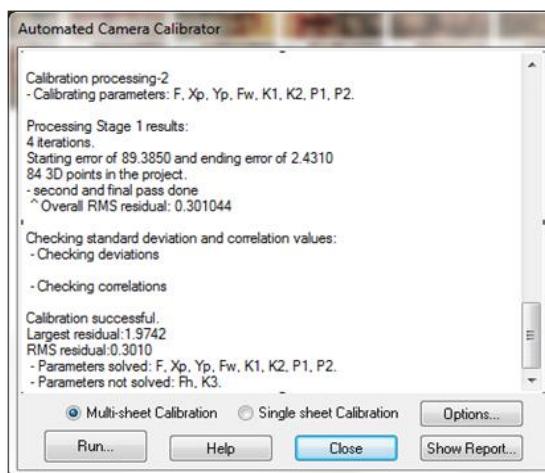 Automated Camera Calibrator
Calibration processing-2
- Calibrating parameters: F, Xp, Yp, Fw, K1, K2, P1, P2.
Processing Stage 1 results:
4 iterations.
Starting error of 89.3850 and ending error of 2.4310
84 3D points in the project.
- second and final pass done
^Overall RMS residual: 0.301044
Checking standard deviation and correlation values:
- Checking deviations
- Checking correlations
Calibration successful.
Largest residual:1.9742
RMS residual:0.3010
- Parameters solved: F, Xp, Yp, Fw, K1, K2, P1, P2.
- Parameters not solved: Fh, K3.
Multi-sheet Calibration Single sheet Calibration Options...
Run... Help Close Show Report...